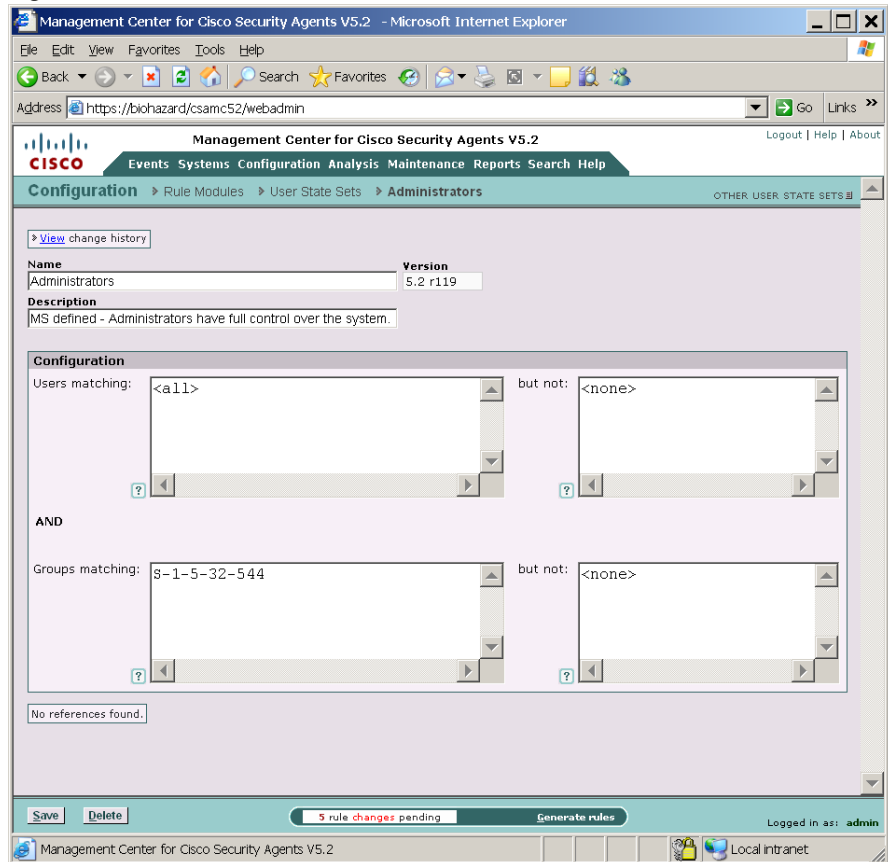 Management Center for Cisco Security Agents V5.2 - Microsoft Internet Explorer
File Edit View Favorites Tools Help
Back Search Favorites
Address https://biohazard/csamc52/webadmin Go Links »
Management Center for Cisco Security Agents V5.2 Logout | Help | About
CISCO Events Systems Configuration Analysis Maintenance Reports Search Help
Configuration Rule Modules User State Sets Administrators OTHER USER STATE SETS
View change history
Name Version
Administrators 5.2 r119
Description
MS defined - Administrators have full control over the system.
Configuration
Users matching: <all> but not: <none>
?
?
AND
Groups matching: S-1-5-32-544 but not: <none>
?
?
No references found.
Save Delete 5 rule changes pending Generate rules Logged in as: admin
Management Center for Cisco Security Agents V5.2 Local intranet